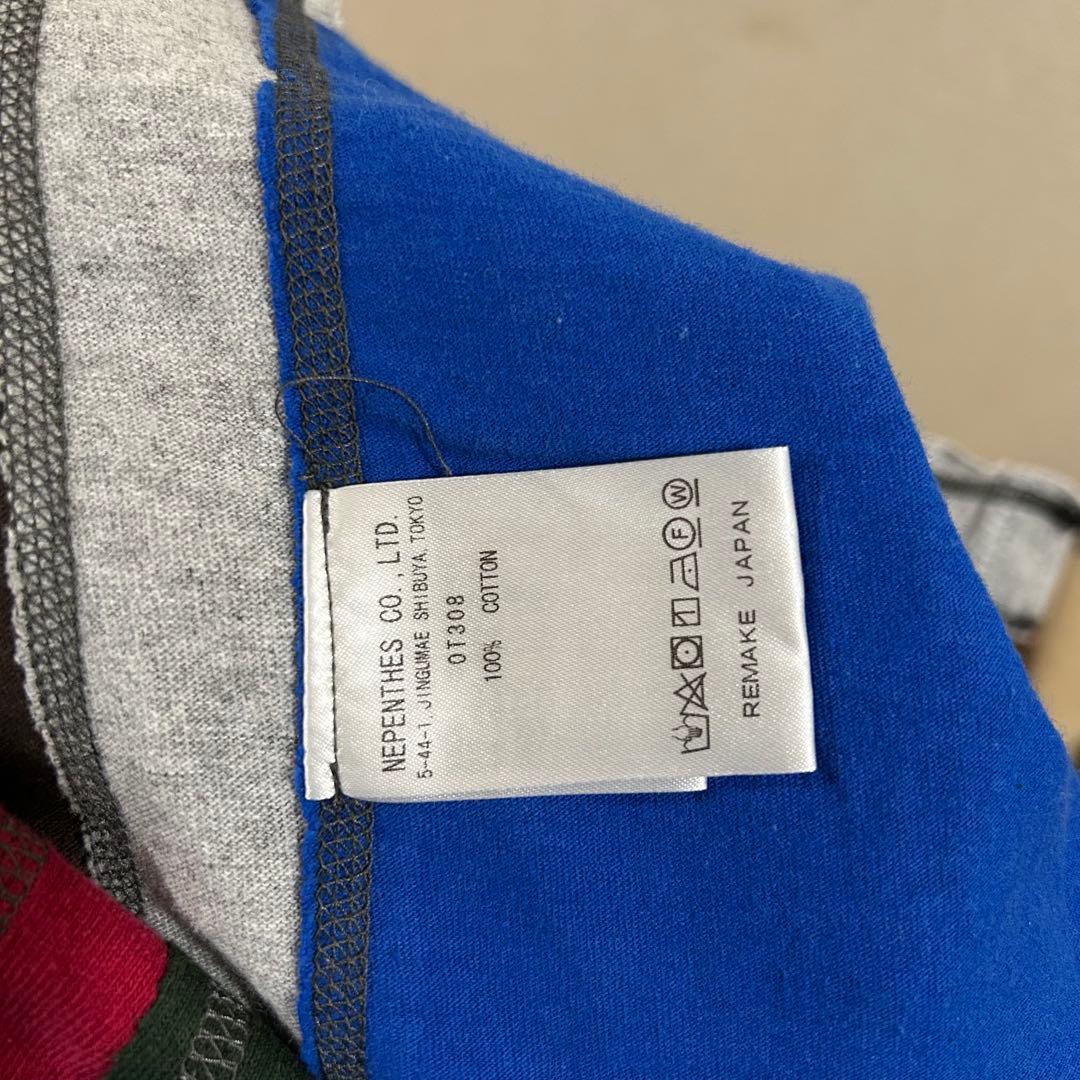 NEPENTHES CO., LTD.
5-44-1 JINGUMAE SHIBUYA, TOKYO
OT308
100% COTTON
F W
REMAKE JAPAN